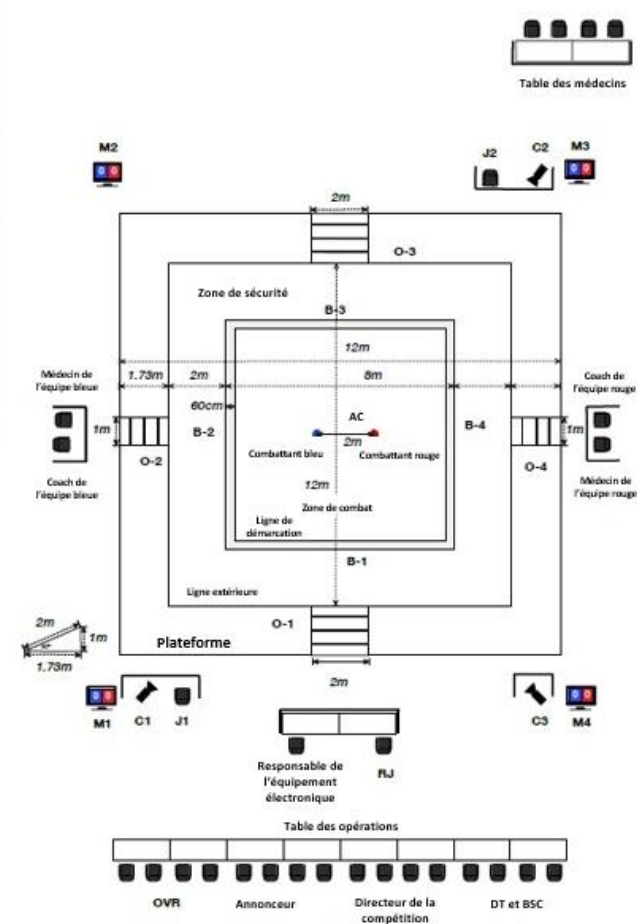 Table des médecins
M2
J2
C2
M3
2m
O-3
Zone de sécurité
B-3
12m
Médecin de
l'équipe bleue
1.73m
2m
8m
Coach de
l'équipe rouge
60cm
1m
B-2
AC
B-4
1m
2m
Combattant bleu
Combattant rouge
O-2
O-4
Coach de
l'équipe bleue
Médecin de
l'équipe rouge
12m
Zone de combat
Ligne de
démarcation
B-1
Ligne extérieure
O-1
2m
1m
1.73m
Plateforme
2m
0 0
M1
C1
J1
C3
0 0
M4
Responsable de
l'équipement
électronique
RJ
Table des opérations
OVR
Annonceur
Directeur de la
compétition
DT et BSC